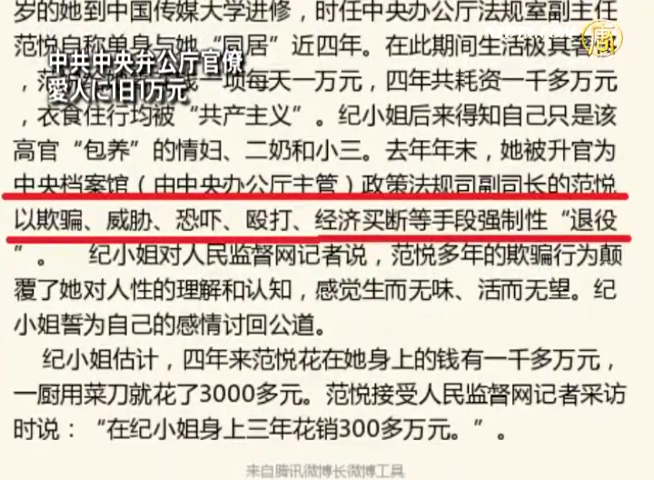 岁的她到中国传媒大学进修，时任中央办公厅法规室副主任
范悦自称单身与她“同居”近四年。在此期间生活极其奢
中共中央弁公厅官僚
一项每天一万元，四年共耗资一千多万元
愛人に1日1万元
，衣食住行均被“共产主义”。纪小姐后来得知自己只是该
高官“包养”的情妇、二奶和小三。去年年末，她被升官为
中央档案馆（由中央办公厅主管）政策法规司副司长的范悦
以欺骗、威胁、恐吓、殴打、经济买断等手段强制性“退役
”。 纪小姐对人民监督网记者说，范悦多年的欺骗行为颠
覆了她对人性的理解和认知，感觉生而无味、活而无望。纪
小姐誓为自己的感情讨回公道。
纪小姐估计，四年来范悦花在她身上的钱有一千多万元，
一厨用菜刀就花了3000多元。范悦接受人民监督网记者采访
时说：“在纪小姐身上三年花销300多万元。”。
来自腾讯微博长微博工具